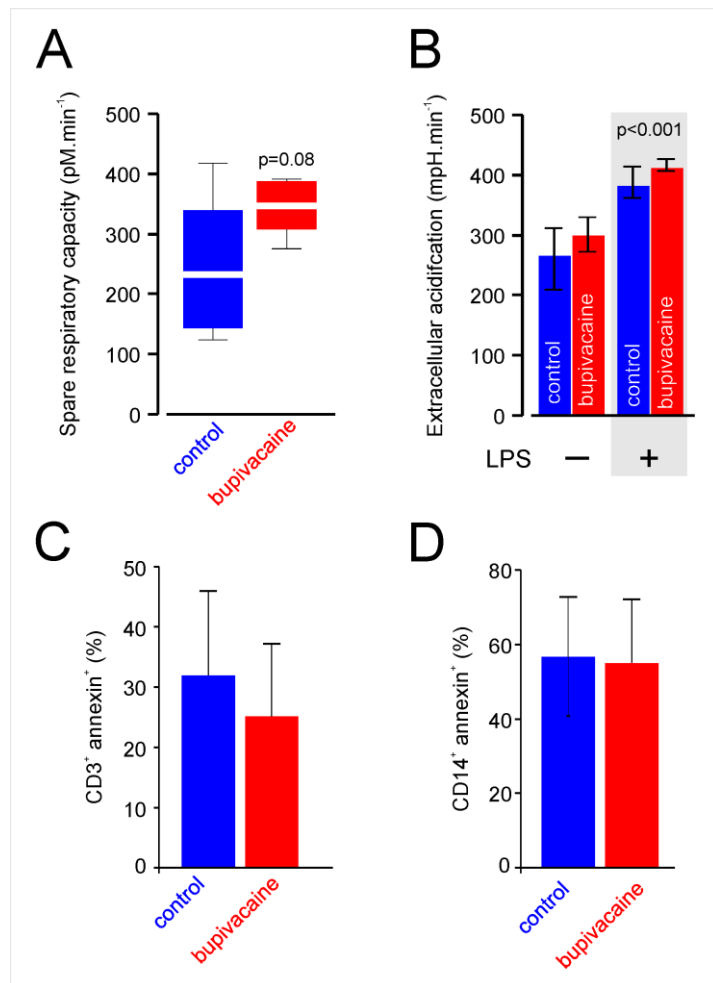 A
Spare respiratory capacity (pM.min⁻¹)
500
400
300
200
100
0
p=0.08
control
bupivacaine
B
Extracellular acidifcation (mpH.min⁻¹)
500
400
300
200
100
0
p<0.001
control
bupivacaine
control
bupivacaine
LPS − +
C
CD3⁺ annexin⁺ (%)
50
40
30
20
10
0
control
bupivacaine
D
CD14⁺ annexin⁺ (%)
80
60
40
20
0
control
bupivacaine